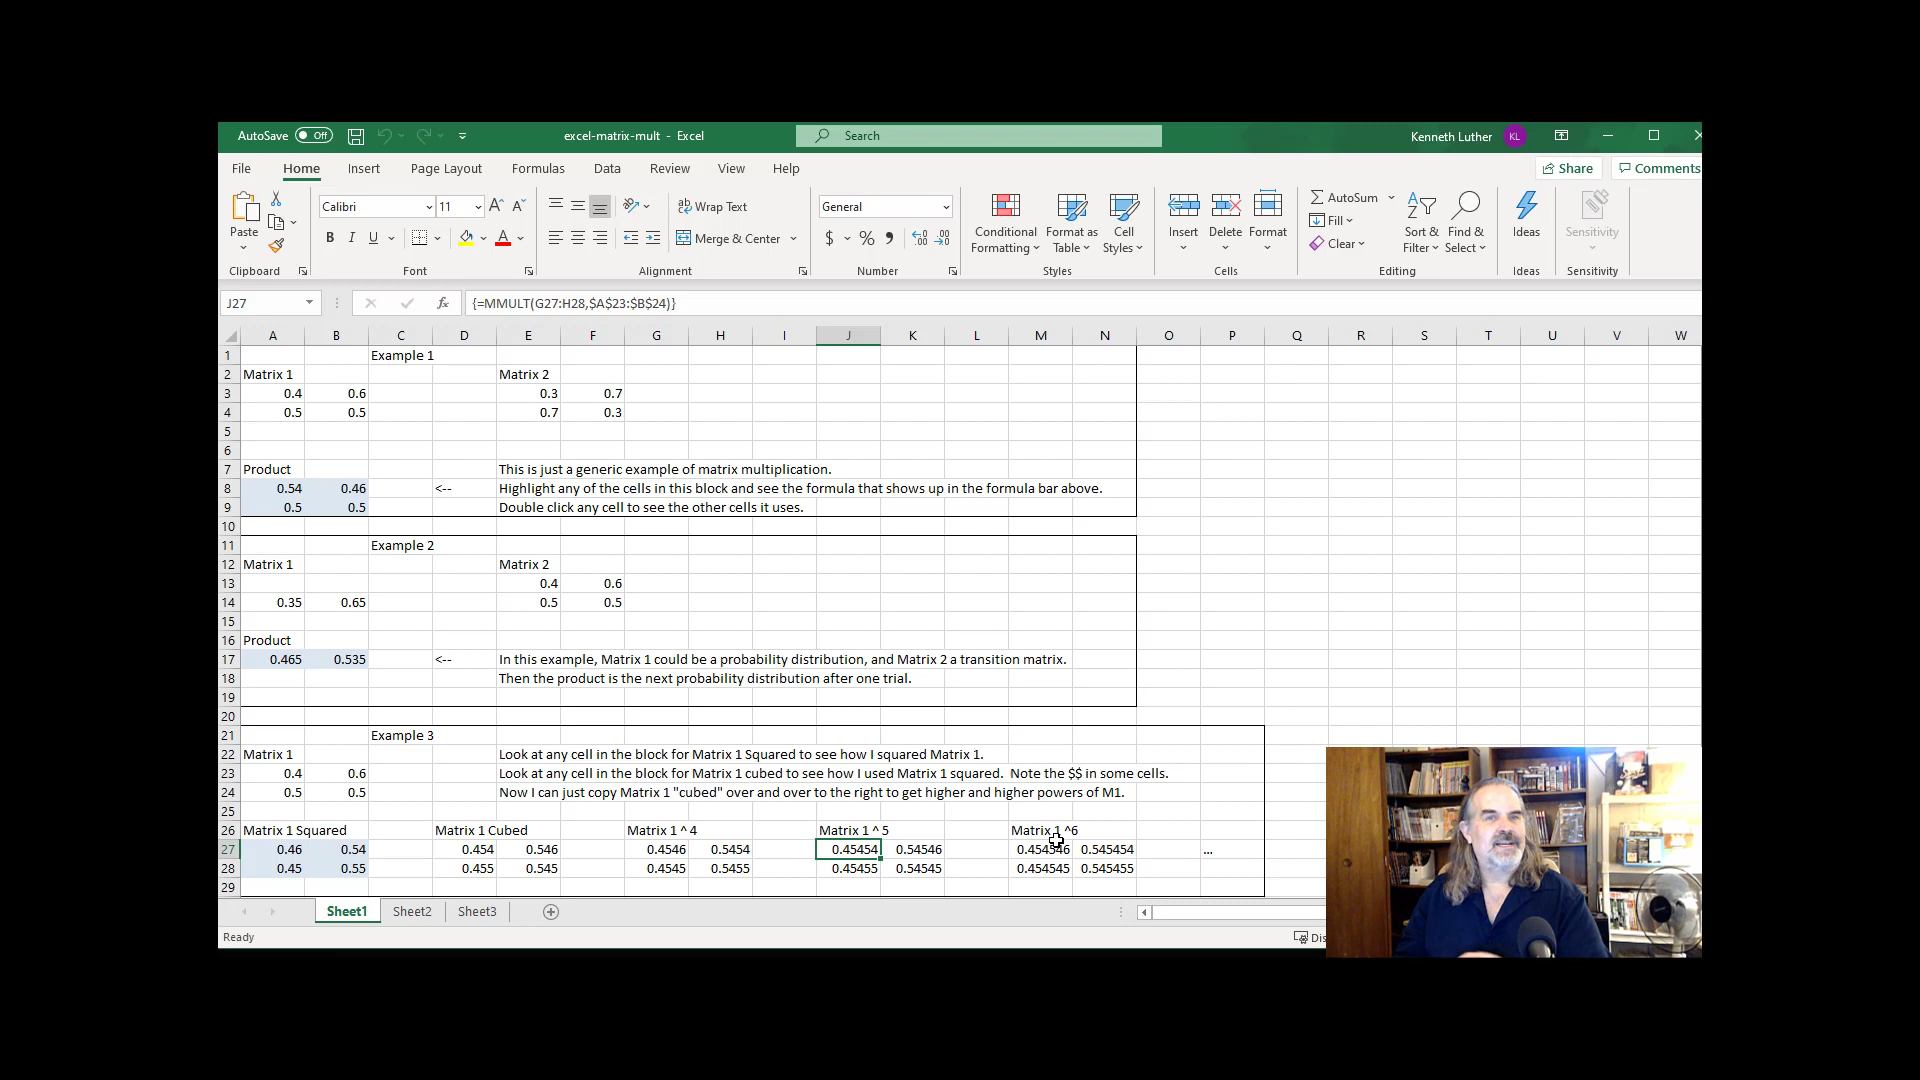 AutoSave Off excel-matrix-mult - Excel Search Kenneth Luther KL
File Home Insert Page Layout Formulas Data Review View Help Share Comments
Paste Calibri 11 Wrap Text General Conditional Formatting Format as Table Cell Styles Insert Delete Format AutoSum Fill Clear Sort & Filter Find & Select Ideas Sensitivity
B I U Merge & Center $ %
Clipboard Font Alignment Number Styles Cells Editing Ideas Sensitivity
J27 fx {=MMULT(G27:H28,$A$23:$B$24)}
A B C D E F G H I J K L M N O P Q R S T U V W
1 Example 1
2 Matrix 1 Matrix 2
3 0.4 0.6 0.3 0.7
4 0.5 0.5 0.7 0.3
5
6
7 Product This is just a generic example of matrix multiplication.
8 0.54 0.46 <-- Highlight any of the cells in this block and see the formula that shows up in the formula bar above.
9 0.5 0.5 Double click any cell to see the other cells it uses.
10
11 Example 2
12 Matrix 1 Matrix 2
13 0.4 0.6
14 0.35 0.65 0.5 0.5
15
16 Product
17 0.465 0.535 <-- In this example, Matrix 1 could be a probability distribution, and Matrix 2 a transition matrix.
18 Then the product is the next probability distribution after one trial.
19
20
21 Example 3
22 Matrix 1 Look at any cell in the block for Matrix 1 Squared to see how I squared Matrix 1.
23 0.4 0.6 Look at any cell in the block for Matrix 1 cubed to see how I used Matrix 1 squared. Note the $$ in some cells.
24 0.5 0.5 Now I can just copy Matrix 1 "cubed" over and over to the right to get higher and higher powers of M1.
25
26 Matrix 1 Squared Matrix 1 Cubed Matrix 1 ^ 4 Matrix 1 ^ 5 Matrix 1 ^6
27 0.46 0.54 0.454 0.546 0.4546 0.5454 0.45454 0.54546 0.454546 0.545454 ...
28 0.45 0.55 0.455 0.545 0.4545 0.5455 0.45455 0.54545 0.454545 0.545455
29
Sheet1 Sheet2 Sheet3
Ready Dis